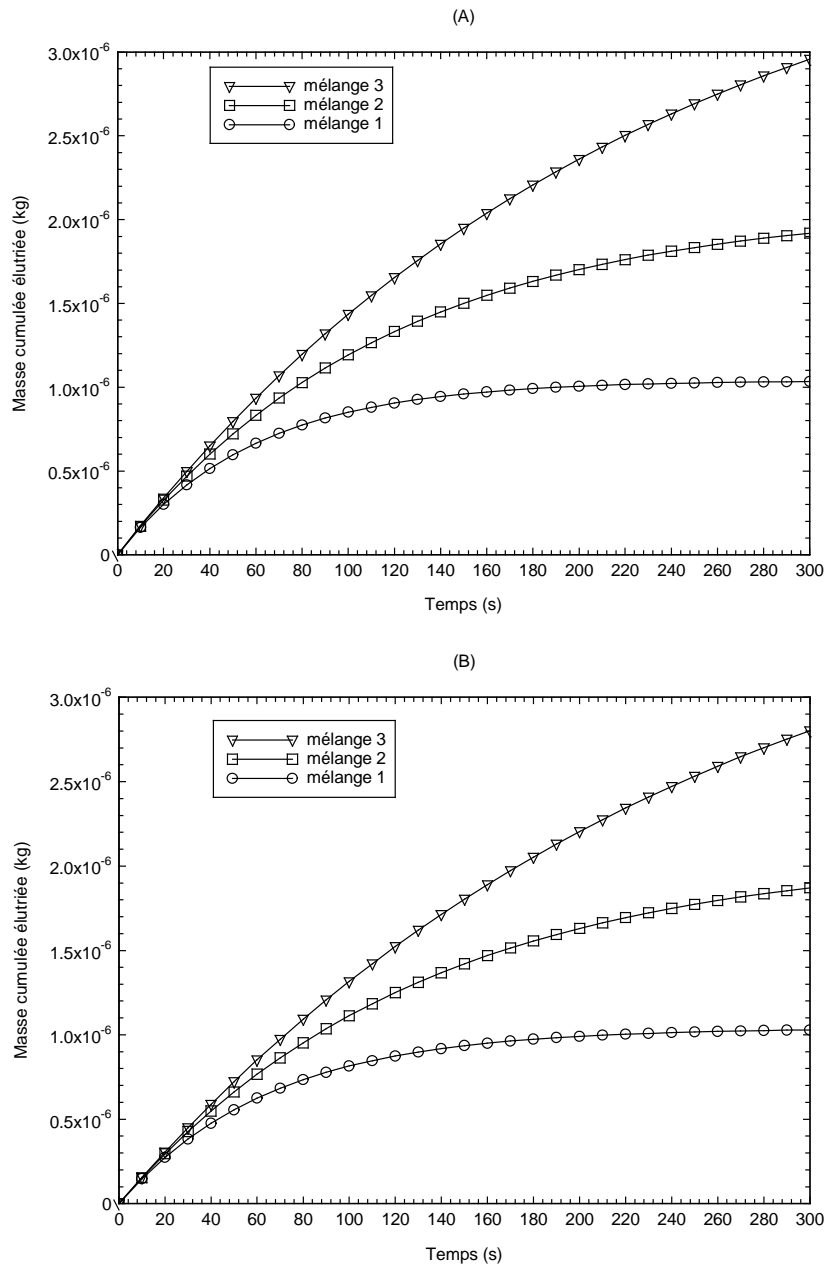 (A)
3.0x10⁻⁶
2.5x10⁻⁶
2.0x10⁻⁶
1.5x10⁻⁶
1.0x10⁻⁶
0.5x10⁻⁶
0
Masse cumulée élutriée (kg)
mélange 3
mélange 2
mélange 1
0 20 40 60 80 100 120 140 160 180 200 220 240 260 280 300
Temps (s)
(B)
3.0x10⁻⁶
2.5x10⁻⁶
2.0x10⁻⁶
1.5x10⁻⁶
1.0x10⁻⁶
0.5x10⁻⁶
0
Masse cumulée élutriée (kg)
mélange 3
mélange 2
mélange 1
0 20 40 60 80 100 120 140 160 180 200 220 240 260 280 300
Temps (s)